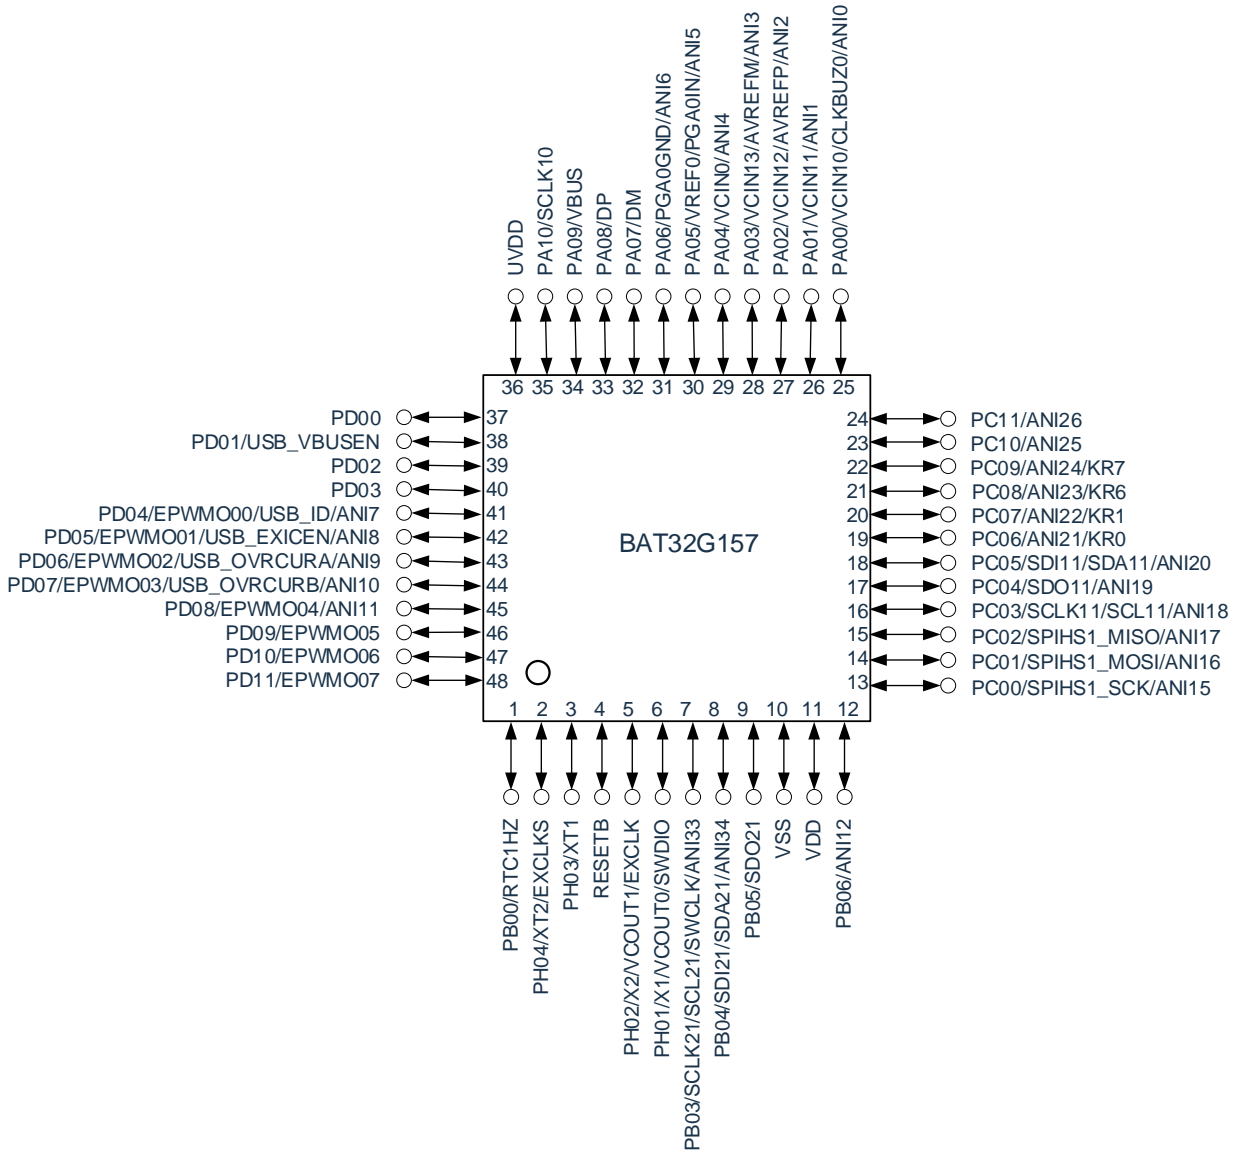 UVDD
PA10/SCLK10
PA09/VBUS
PA08/DP
PA07/DM
PA06/PGA0GND/ANI6
PA05/VREF0/PGA0IN/ANI5
PA04/VCIN0/ANI4
PA03/VCIN13/AVREFM/ANI3
PA02/VCIN12/AVREFP/ANI2
PA01/VCIN11/ANI1
PA00/VCIN10/CLKBUZ0/ANI0
36 35 34 33 32 31 30 29 28 27 26 25
PD00 37
PD01/USB_VBUSEN 38
PD02 39
PD03 40
PD04/EPWMO00/USB_ID/ANI7 41
PD05/EPWMO01/USB_EXICEN/ANI8 42
PD06/EPWMO02/USB_OVRCURA/ANI9 43
PD07/EPWMO03/USB_OVRCURB/ANI10 44
PD08/EPWMO04/ANI11 45
PD09/EPWMO05 46
PD10/EPWMO06 47
PD11/EPWMO07 48
BAT32G157
24 PC11/ANI26
23 PC10/ANI25
22 PC09/ANI24/KR7
21 PC08/ANI23/KR6
20 PC07/ANI22/KR1
19 PC06/ANI21/KR0
18 PC05/SDI11/SDA11/ANI20
17 PC04/SDO11/ANI19
16 PC03/SCLK11/SCL11/ANI18
15 PC02/SPIHS1_MISO/ANI17
14 PC01/SPIHS1_MOSI/ANI16
13 PC00/SPIHS1_SCK/ANI15
1 2 3 4 5 6 7 8 9 10 11 12
PB00/RTC1HZ
PH04/XT2/EXCLKS
PH03/XT1
RESETB
PH02/X2/VCOUT1/EXCLK
PH01/X1/VCOUT0/SWDIO
PB03/SCLK21/SCL21/SWCLK/ANI33
PB04/SDI21/SDA21/ANI34
PB05/SDO21
VSS
VDD
PB06/ANI12